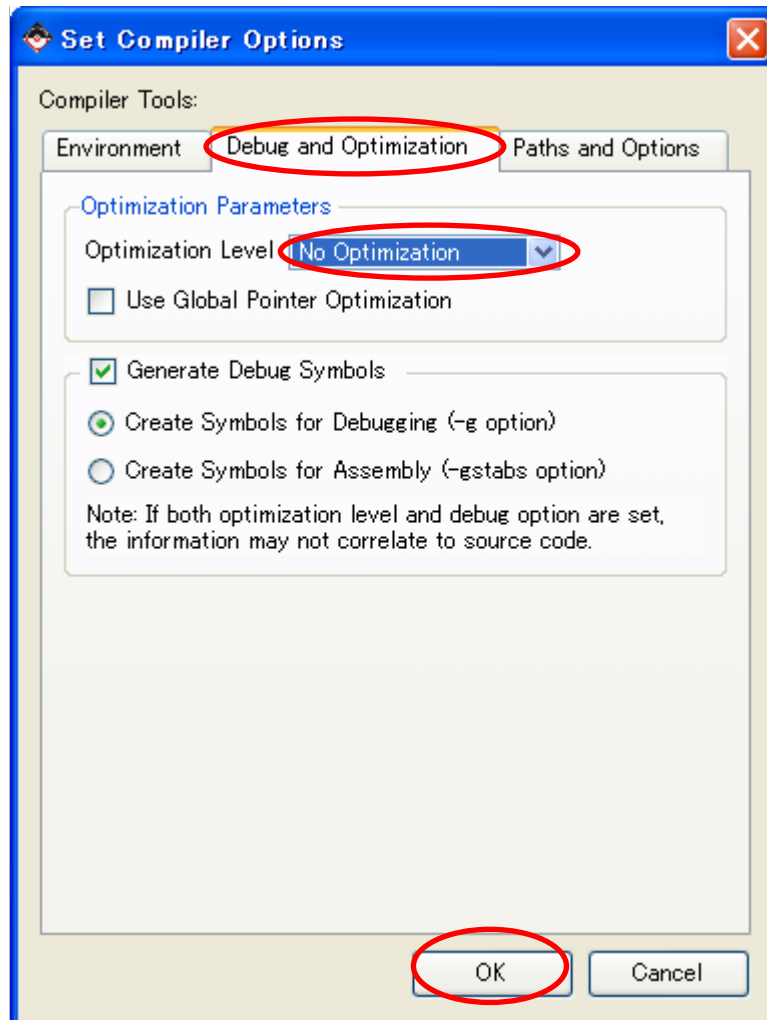 Set Compiler Options
Compiler Tools:
Environment Debug and Optimization Paths and Options
Optimization Parameters
Optimization Level No Optimization
Use Global Pointer Optimization
Generate Debug Symbols
Create Symbols for Debugging (-g option)
Create Symbols for Assembly (-gstabs option)
Note: If both optimization level and debug option are set,
the information may not correlate to source code.
OK Cancel